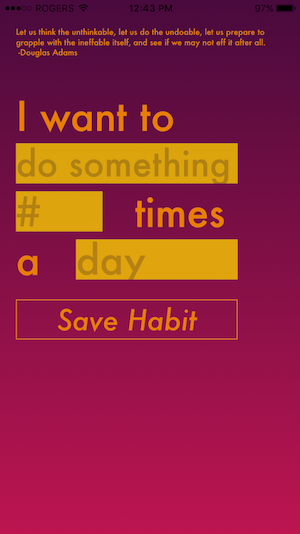 ROGERS 12:43 PM 97%
Let us think the unthinkable, let us do the undoable, let us prepare to
grapple with the ineffable itself, and see if we may not eff it after all.
-Douglas Adams
I want to
do something
# times
a day
Save Habit